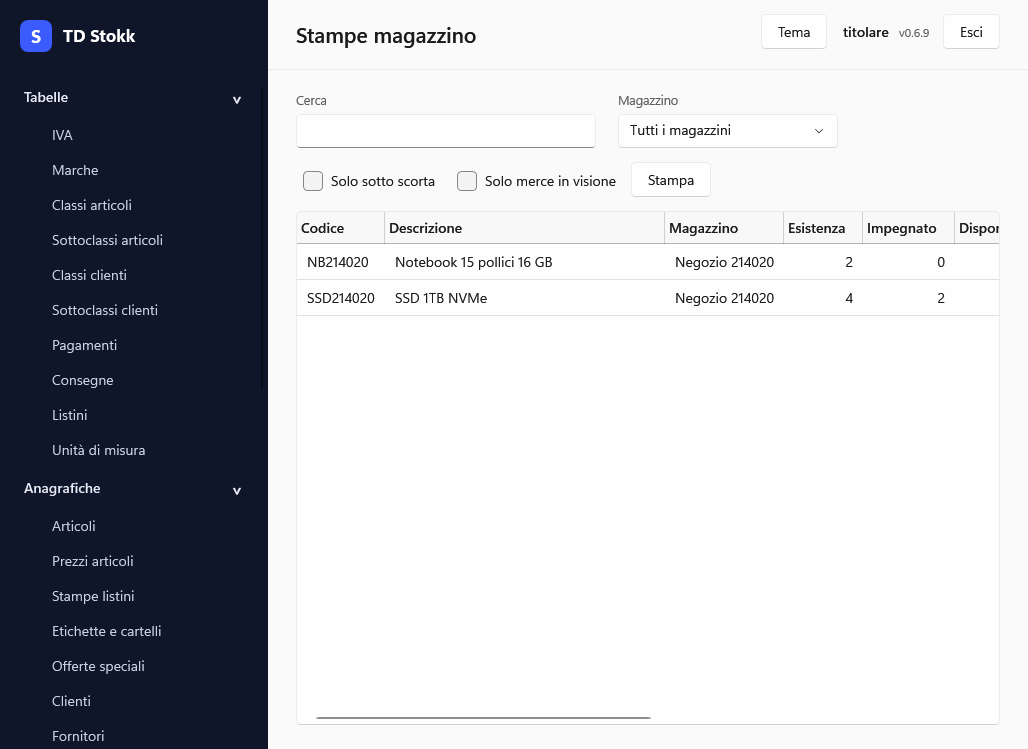 S TD Stokk
Tabelle
IVA
Marche
Classi articoli
Sottoclassi articoli
Classi clienti
Sottoclassi clienti
Pagamenti
Consegne
Listini
Unità di misura
Anagrafiche
Articoli
Prezzi articoli
Stampe listini
Etichette e cartelli
Offerte speciali
Clienti
Fornitori
Stampe magazzino
Tema titolare v0.6.9 Esci
Cerca Magazzino
Tutti i magazzini
Solo sotto scorta Solo merce in visione Stampa
Codice Descrizione Magazzino Esistenza Impegnato Dispon
NB214020 Notebook 15 pollici 16 GB Negozio 214020 2 0
SSD214020 SSD 1TB NVMe Negozio 214020 4 2